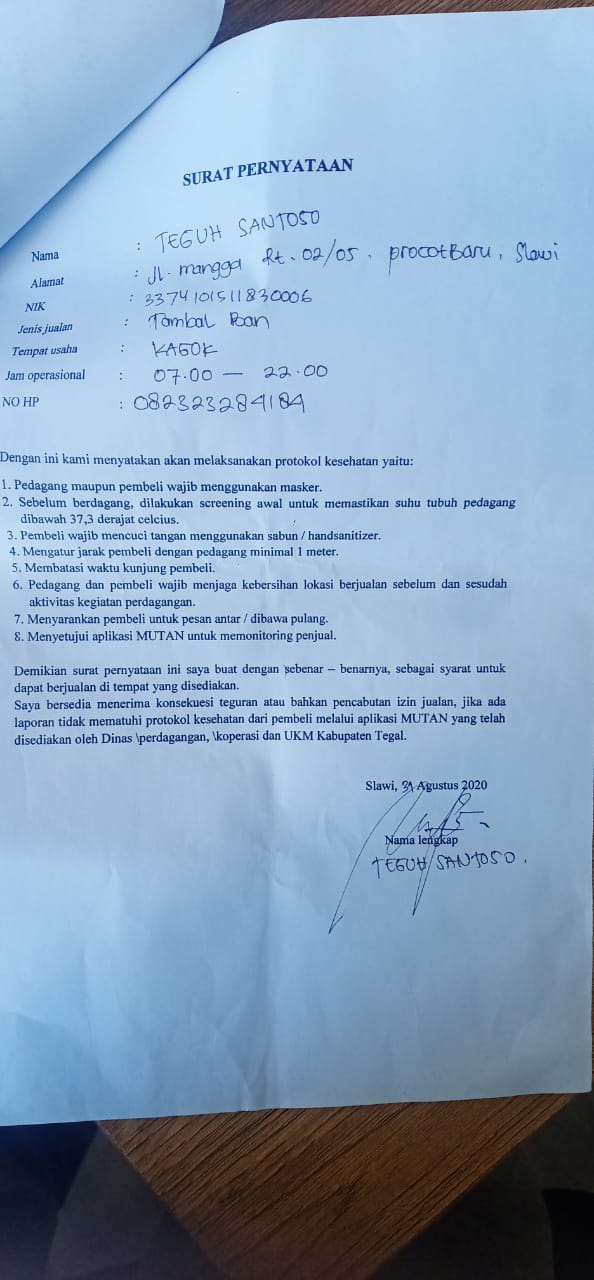 SURAT PERNYATAAN
Nama : TEGUH SANTOSO
Alamat : Jl. mangga Rt. 02/05. procotBaru, Slawi
NIK : 3374101511830006
Jenis jualan : Tambal Ban
Tempat usaha : KAGOK
Jam operasional : 07.00 — 22.00
NO HP : 082323284184
Dengan ini kami menyatakan akan melaksanakan protokol kesehatan yaitu:
1. Pedagang maupun pembeli wajib menggunakan masker.
2. Sebelum berdagang, dilakukan screening awal untuk memastikan suhu tubuh pedagang
dibawah 37,3 derajat celcius.
3. Pembeli wajib mencuci tangan menggunakan sabun / handsanitizer.
4. Mengatur jarak pembeli dengan pedagang minimal 1 meter.
5. Membatasi waktu kunjung pembeli.
6. Pedagang dan pembeli wajib menjaga kebersihan lokasi berjualan sebelum dan sesudah
aktivitas kegiatan perdagangan.
7. Menyarankan pembeli untuk pesan antar / dibawa pulang.
8. Menyetujui aplikasi MUTAN untuk memonitoring penjual.
Demikian surat pernyataan ini saya buat dengan sebenar – benarnya, sebagai syarat untuk
dapat berjualan di tempat yang disediakan.
Saya bersedia menerima konsekuesi teguran atau bahkan pencabutan izin jualan, jika ada
laporan tidak mematuhi protokol kesehatan dari pembeli melalui aplikasi MUTAN yang telah
disediakan oleh Dinas \perdagangan, \koperasi dan UKM Kabupaten Tegal.
Slawi, 31 Agustus 2020
Nama lengkap
TEGUH SANTOSO.